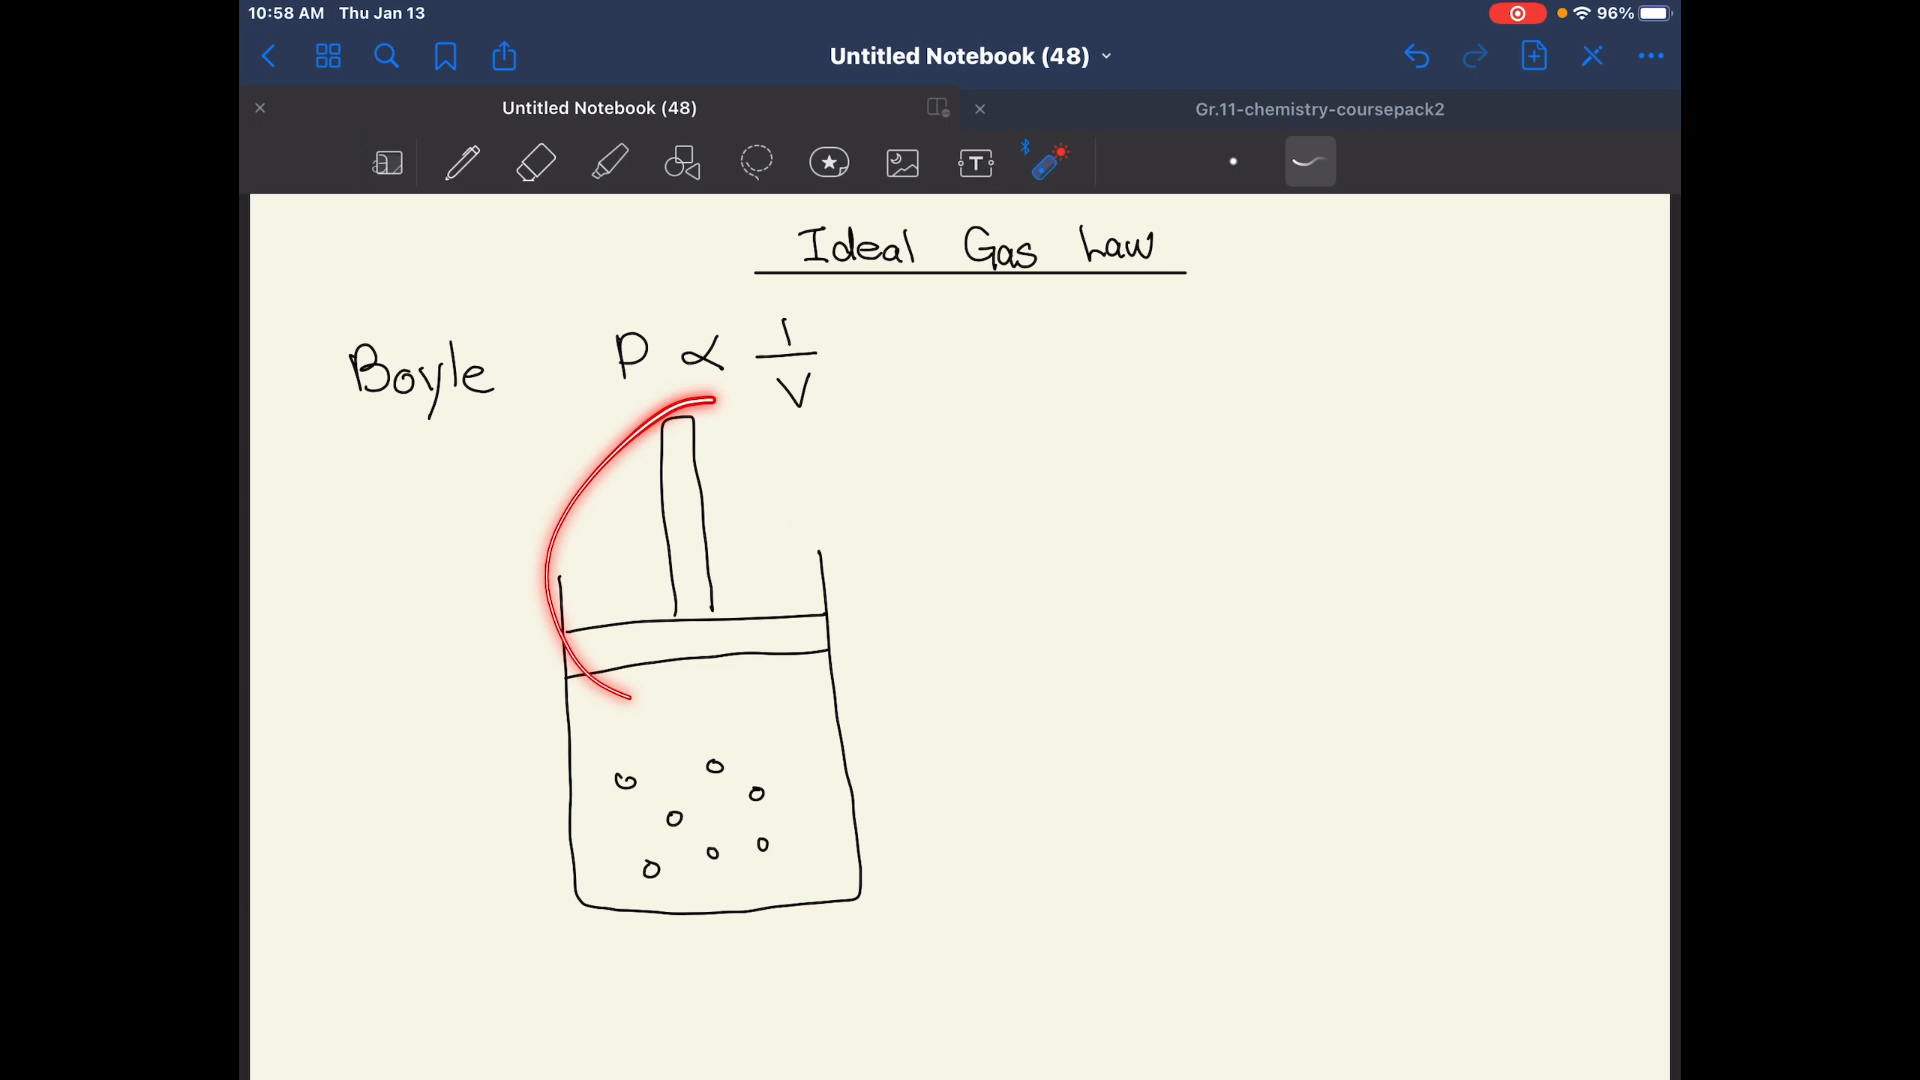 10:58 AM Thu Jan 13
96%
Untitled Notebook (48)
Untitled Notebook (48)
Gr.11-chemistry-coursepack2
T
Ideal Gas Law
Boyle P ∝ 1/V